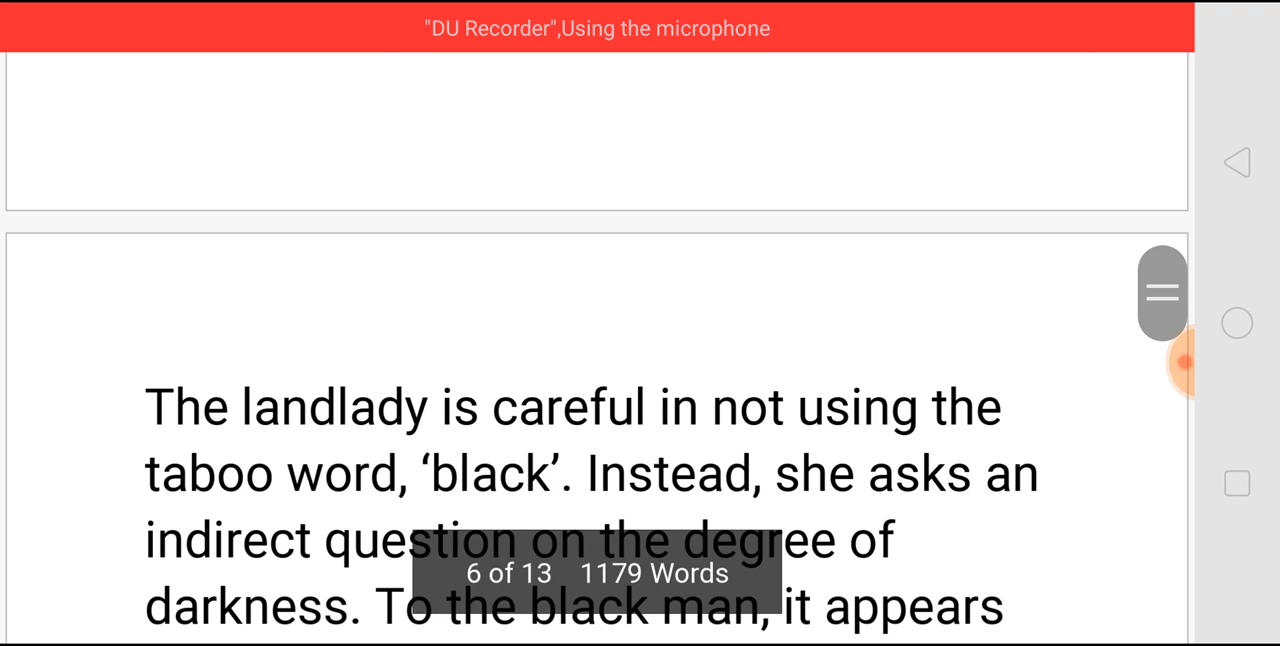 "DU Recorder",Using the microphone
The landlady is careful in not using the
taboo word, ‘black’. Instead, she asks an
indirect question on the degree of
6 of 13 1179 Words
darkness. To the black man, it appears